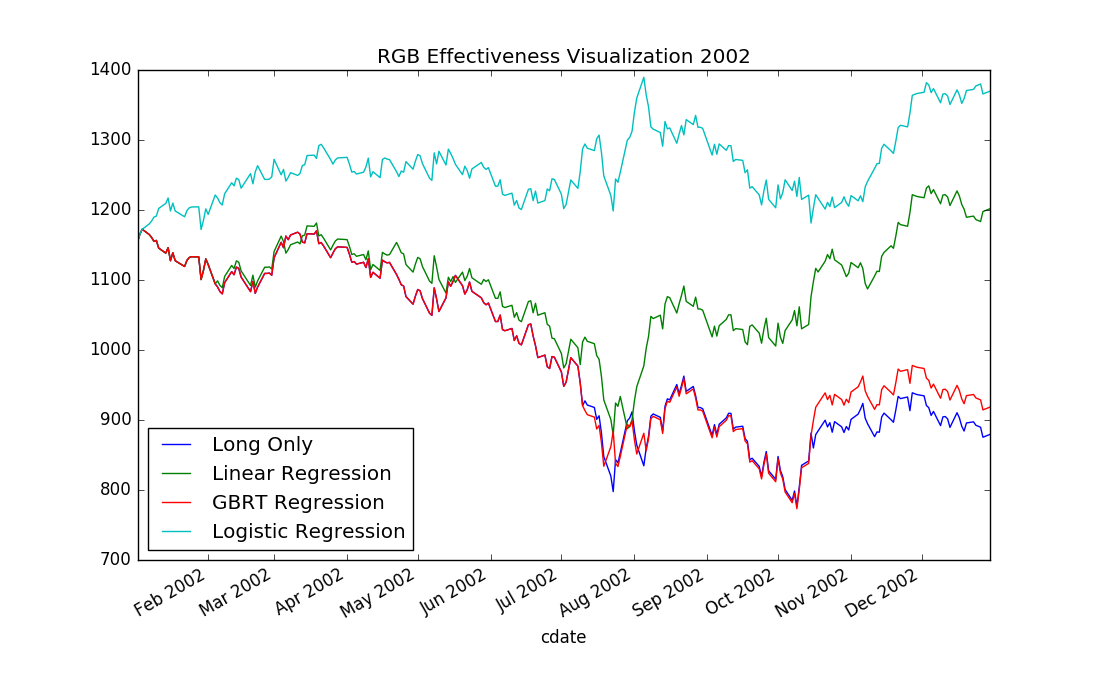 RGB Effectiveness Visualization 2002
1400
1300
1200
1100
1000
900
800
700
Long Only
Linear Regression
GBRT Regression
Logistic Regression
Feb 2002
Mar 2002
Apr 2002
May 2002
Jun 2002
Jul 2002
Aug 2002
Sep 2002
Oct 2002
Nov 2002
Dec 2002
cdate